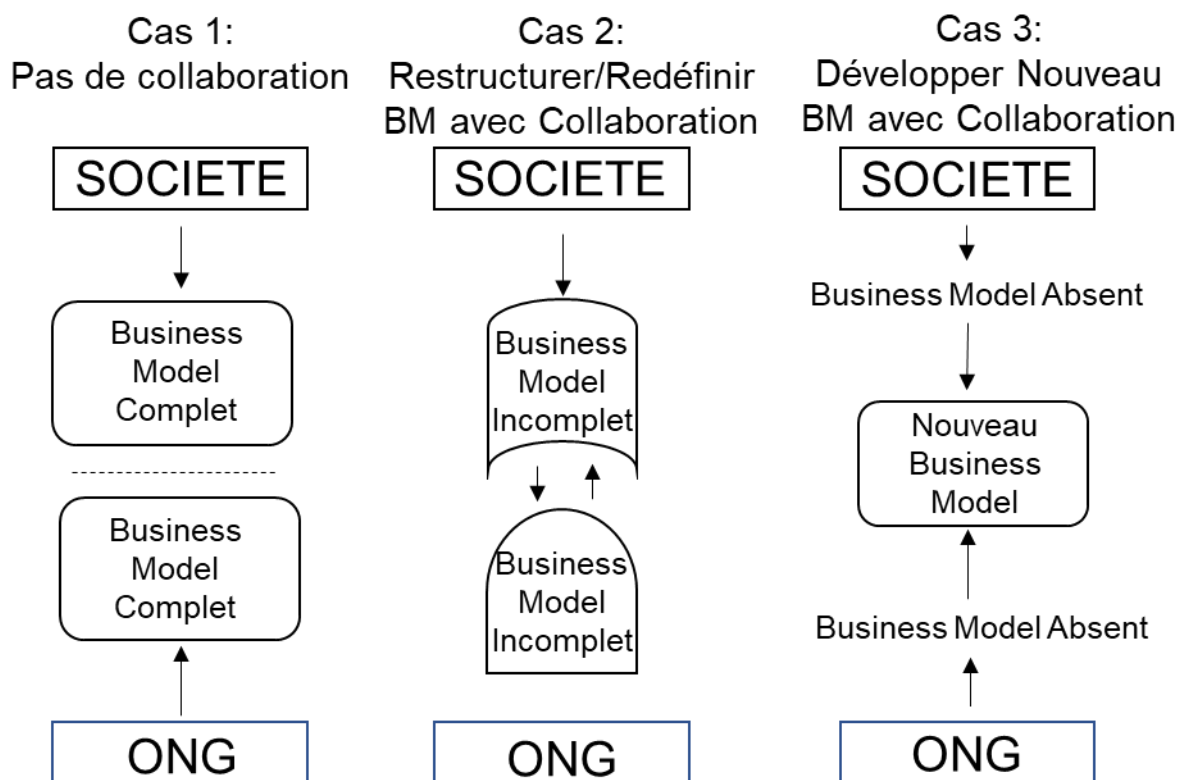 Cas 1:
Pas de collaboration
SOCIETE
Business
Model
Complet
Business
Model
Complet
ONG
Cas 2:
Restructurer/Redéfinir
BM avec Collaboration
SOCIETE
Business
Model
Incomplet
Business
Model
Incomplet
ONG
Cas 3:
Développer Nouveau
BM avec Collaboration
SOCIETE
Business Model Absent
Nouveau
Business
Model
Business Model Absent
ONG